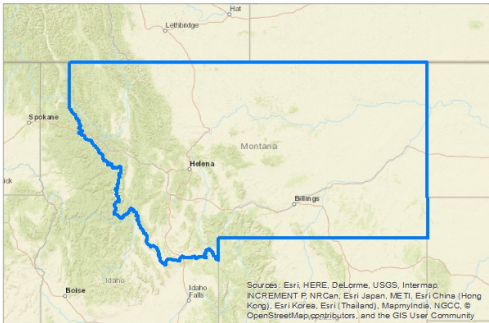 Hat
Lethbridge
Spokane
Montana
Helena
ick
Billings
Idaho
Boise
Idaho
Falls
Sources: Esri, HERE, DeLorme, USGS, Intermap,
INCREMENT P, NRCan, Esri Japan, METI, Esri China (Hong
Kong), Esri Korea, Esri (Thailand), MapmyIndia, NGCC, ©
OpenStreetMap contributors, and the GIS User Community